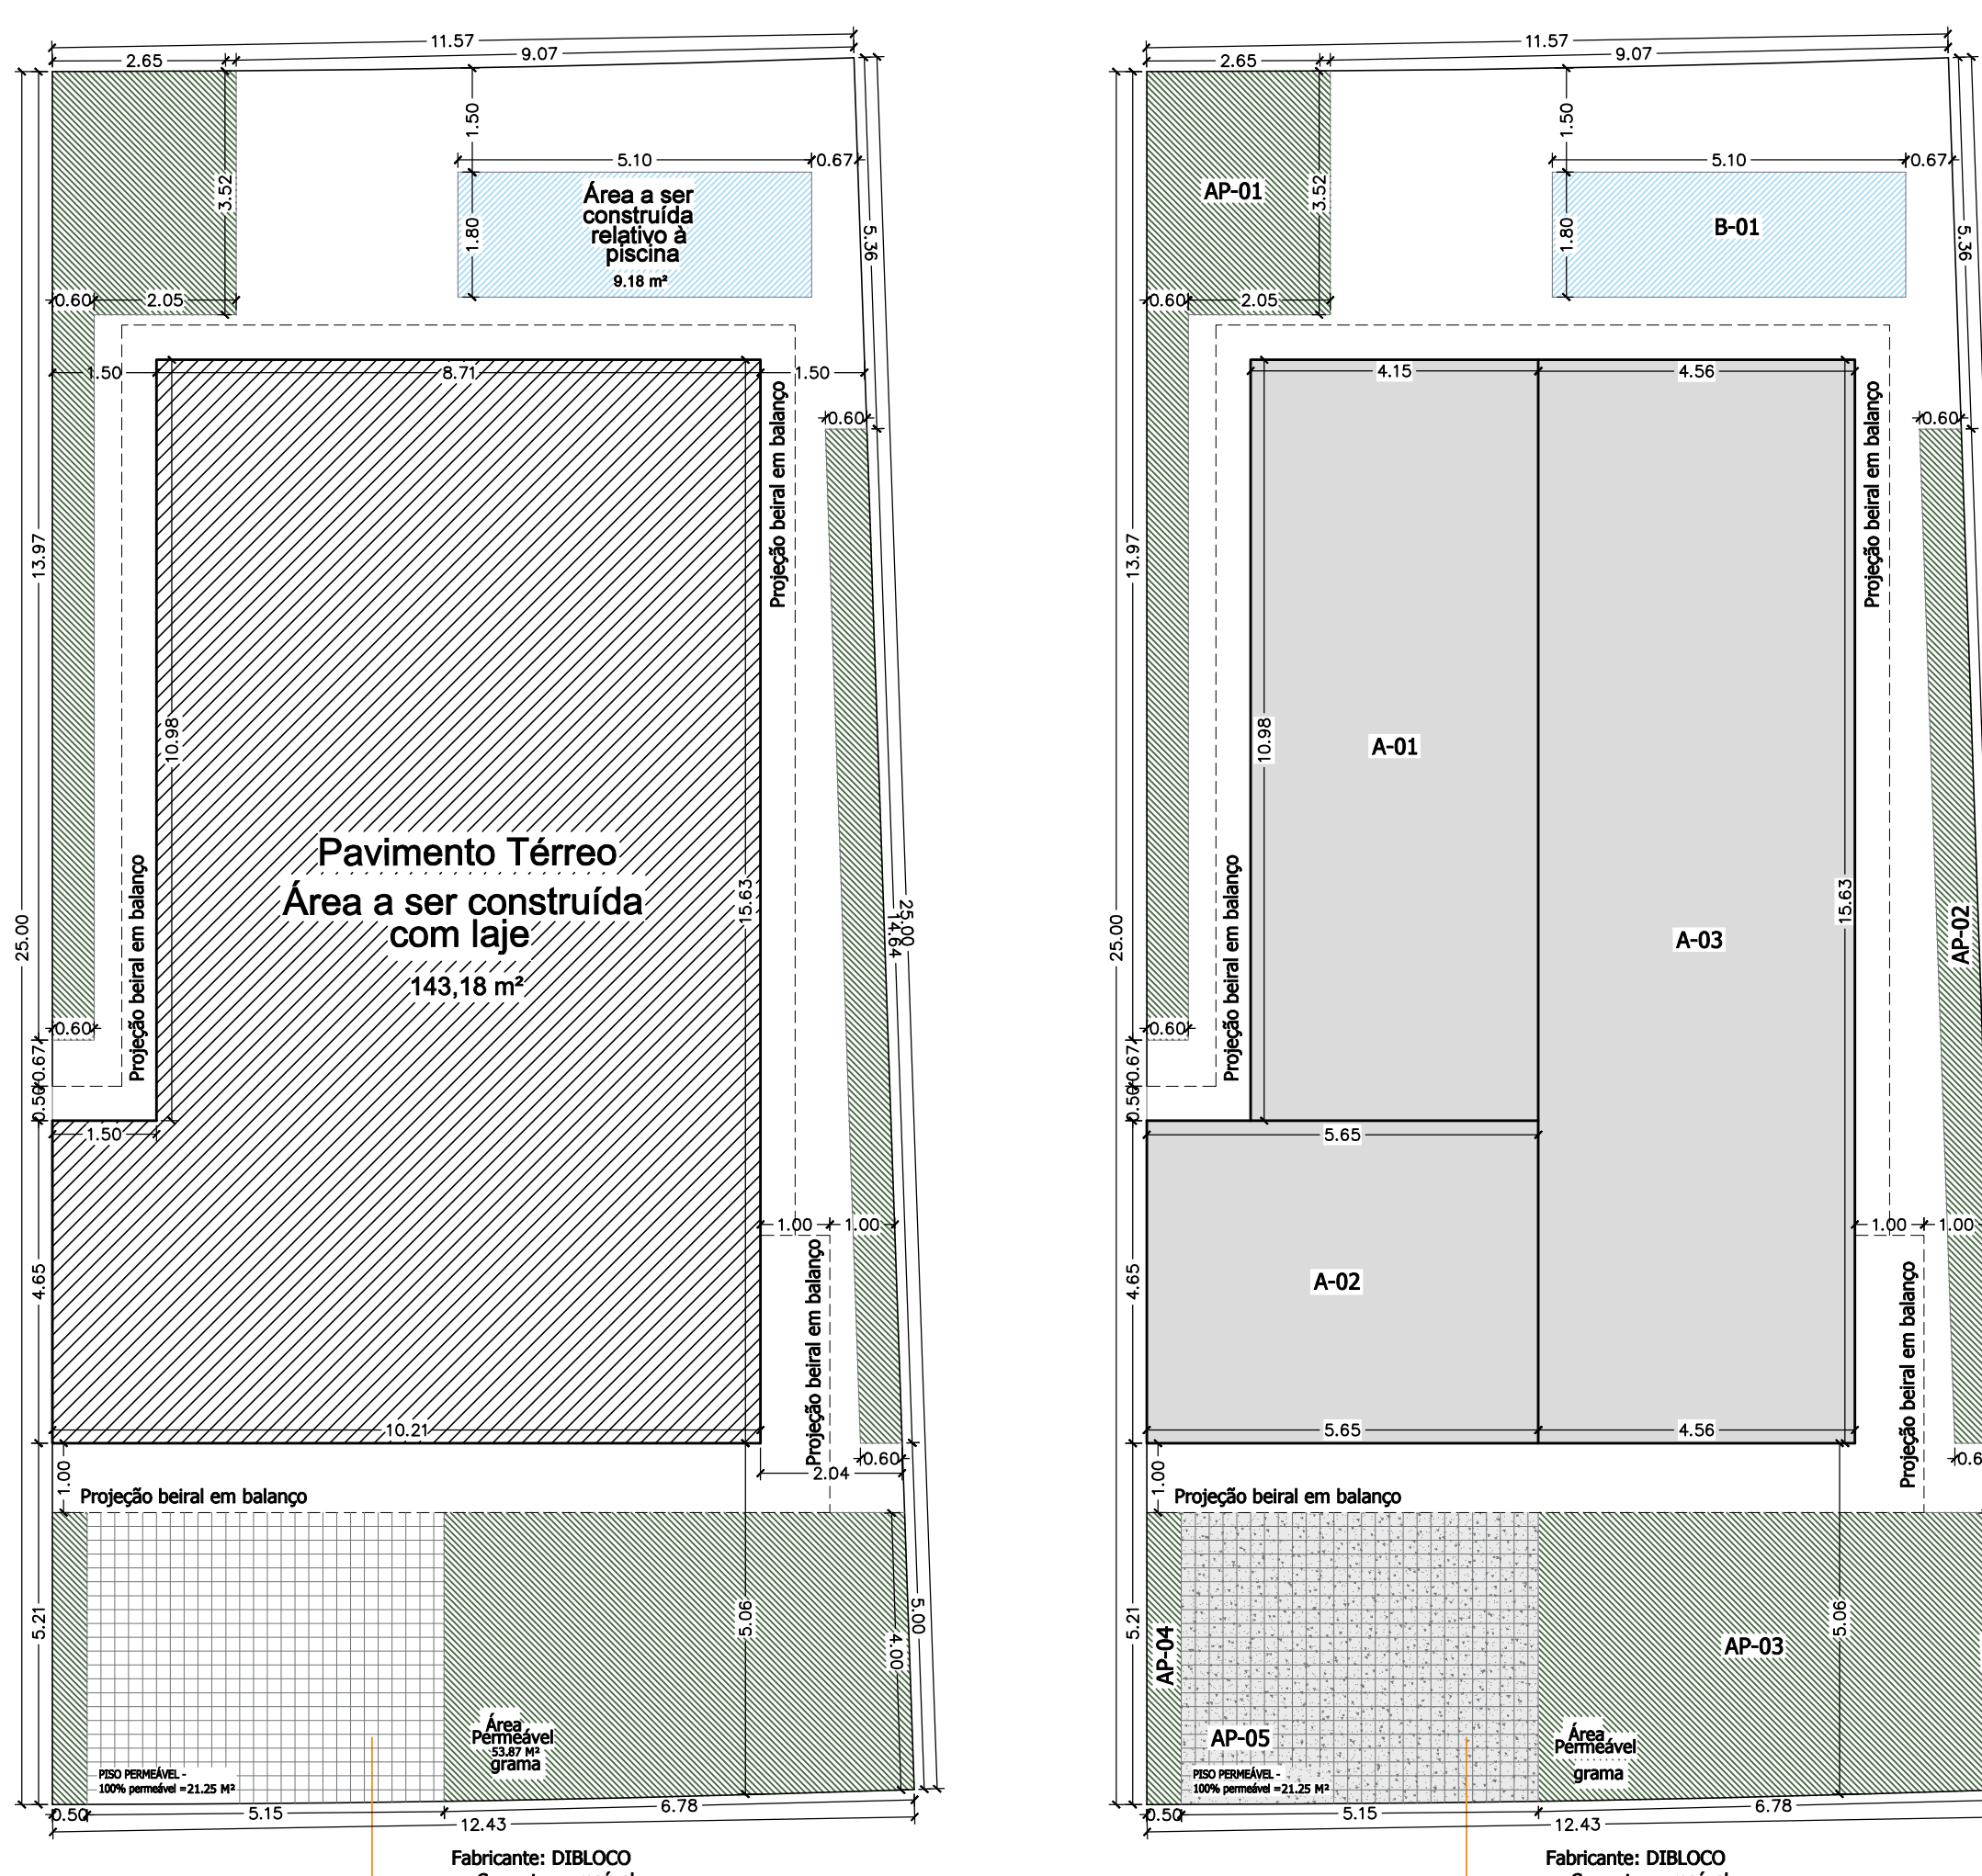 11.57
2.65
9.07
1.50
3.52
5.10
0.67
Área a ser
construída
relativo à
piscina
9.18 m²
1.80
5.36
0.60
2.05
1.50
8.71
1.50
0.60
Projeção beiral em balanço
13.97
10.98
25.00
Pavimento Térreo
Área a ser construída
com laje
143,18 m²
15.63
25.00
14.64
Projeção beiral em balanço
0.60
0.67
0.50
1.50
1.00
1.00
4.65
Projeção beiral em balanço
10.21
0.60
2.04
1.00
Projeção beiral em balanço
5.21
5.06
5.00
4.00
Área
Permeável
53.87 M²
grama
PISO PERMEÁVEL -
100% permeável =21.25 M²
0.50
5.15
6.78
12.43
Fabricante: DIBLOCO
11.57
2.65
9.07
1.50
AP-01
3.52
5.10
0.67
B-01
1.80
5.36
0.60
2.05
4.15
4.56
0.60
Projeção beiral em balanço
13.97
10.98
A-01
25.00
15.63
A-03
AP-02
Projeção beiral em balanço
0.60
0.67
0.50
5.65
1.00
1.00
4.65
A-02
Projeção beiral em balanço
5.65
4.56
1.00
Projeção beiral em balanço
5.21
AP-04
5.06
AP-03
AP-05
Área
Permeável
grama
PISO PERMEÁVEL -
100% permeável =21.25 M²
0.50
5.15
6.78
12.43
Fabricante: DIBLOCO